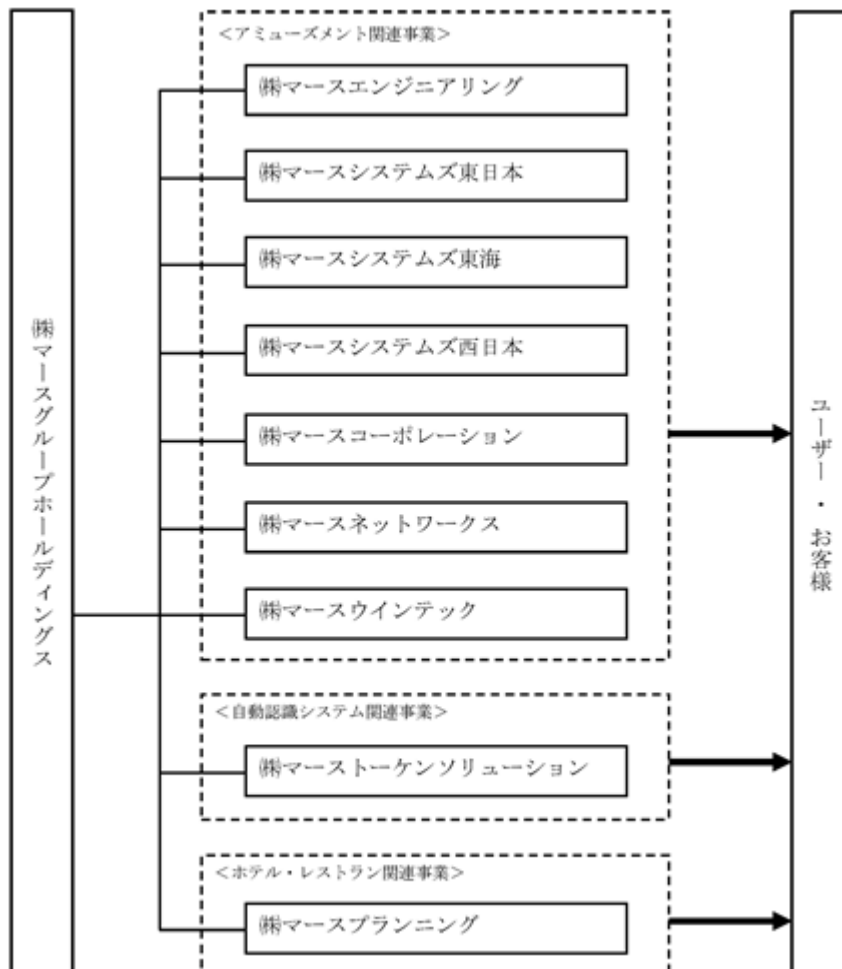 ㈱マースグループホールディングス
＜アミューズメント関連事業＞
㈱マースエンジニアリング
㈱マースシステムズ東日本
㈱マースシステムズ東海
㈱マースシステムズ西日本
㈱マースコーポレーション
㈱マースネットワークス
㈱マースウインテック
＜自動認識システム関連事業＞
㈱マーストーケンソリューション
＜ホテル・レストラン関連事業＞
㈱マースプランニング
ユーザー・お客様